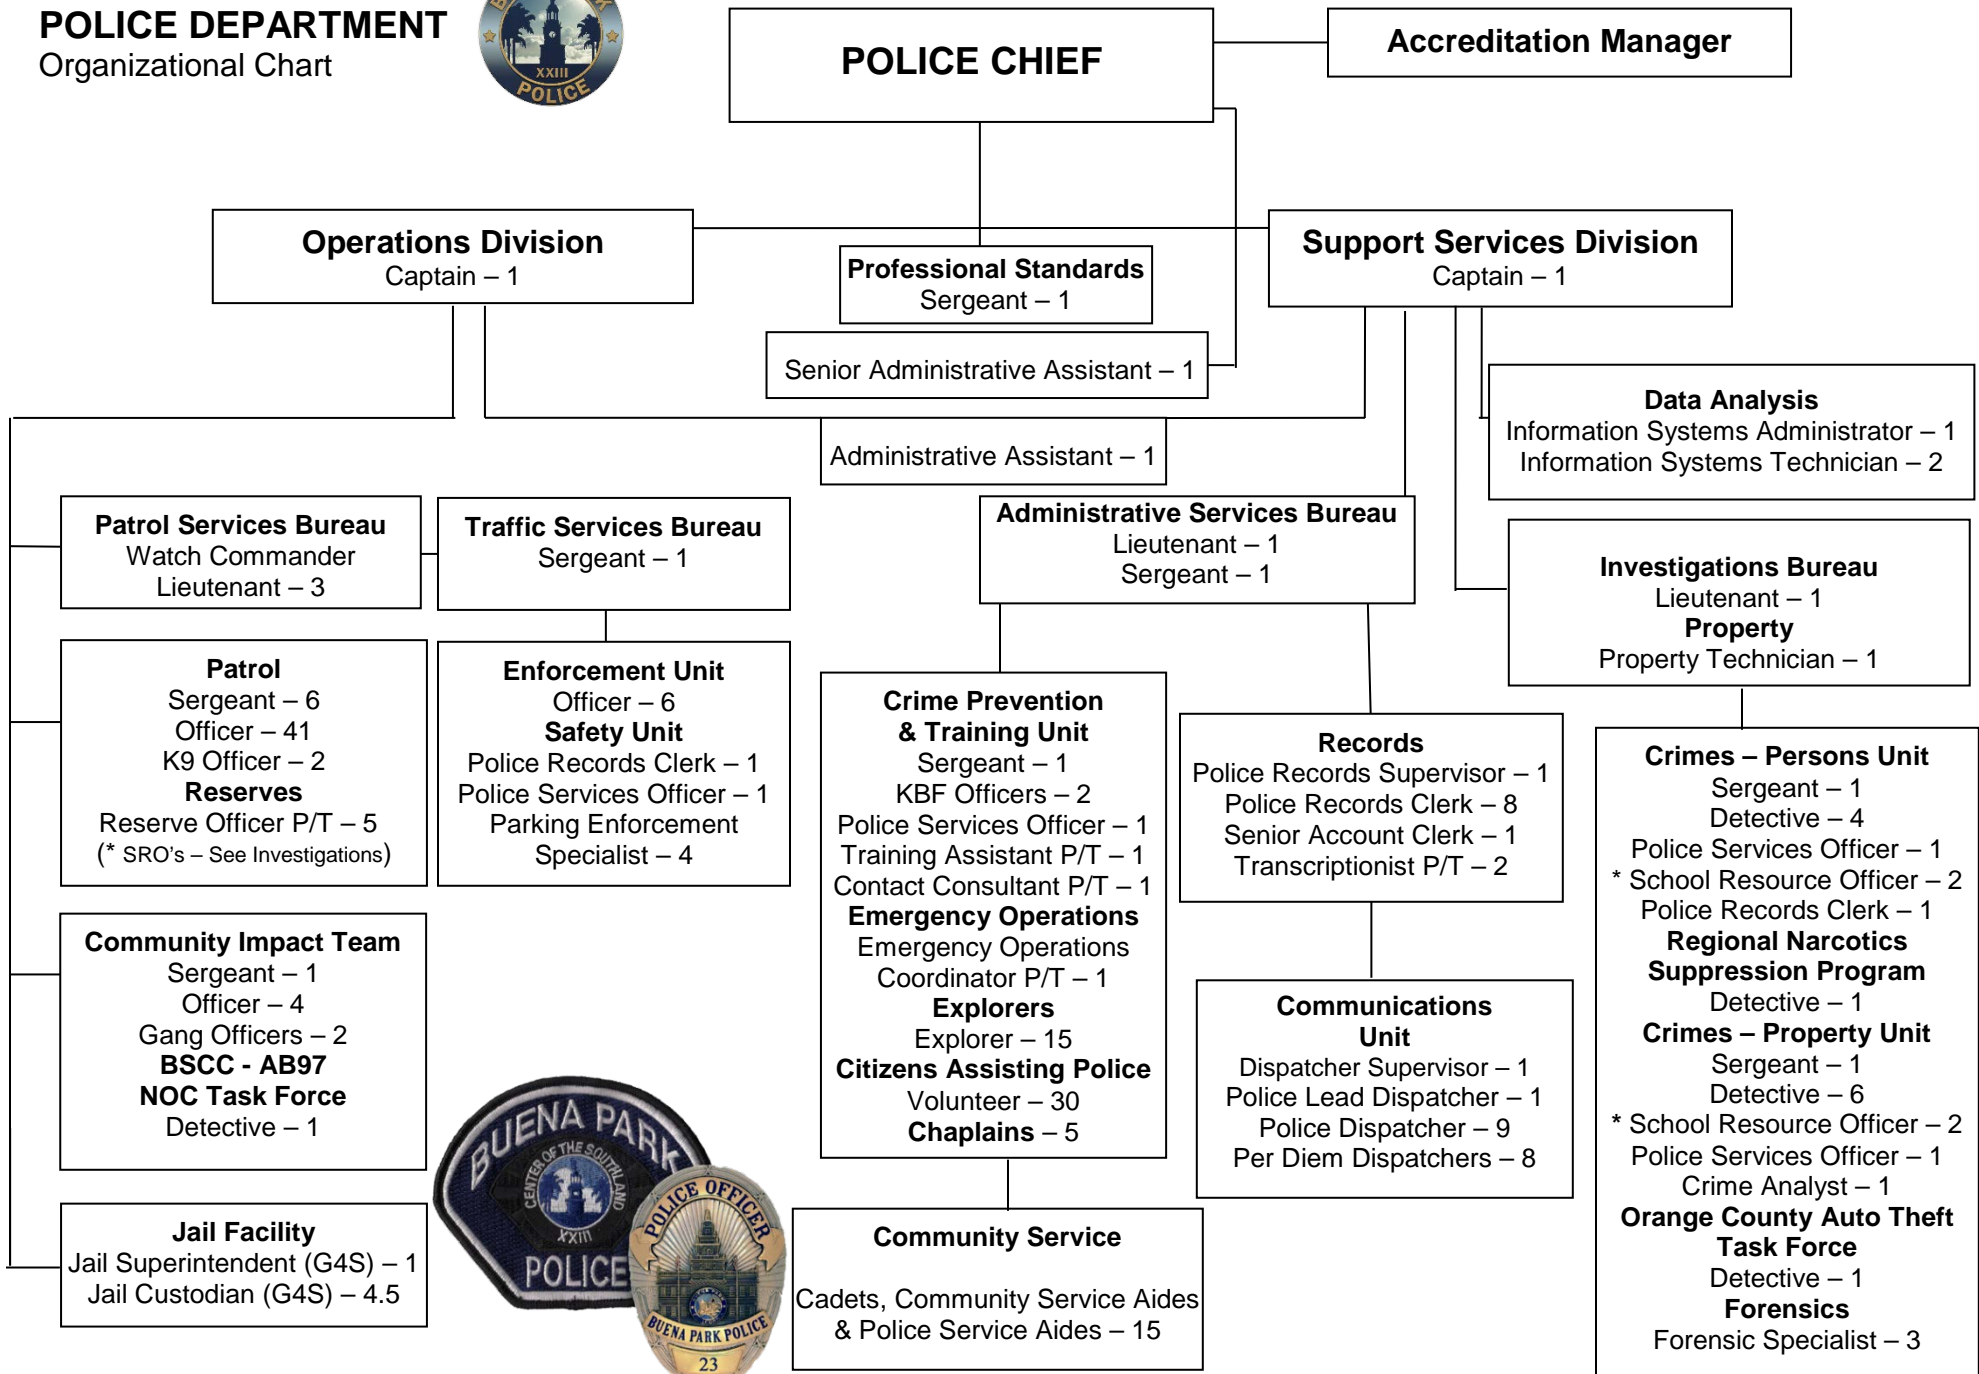 POLICE DEPARTMENT
Organizational Chart
XXIII
POLICE
POLICE CHIEF
Accreditation Manager
Operations Division
Captain – 1
Professional Standards
Sergeant – 1
Support Services Division
Captain – 1
Senior Administrative Assistant – 1
Administrative Assistant – 1
Data Analysis
Information Systems Administrator – 1
Information Systems Technician – 2
Patrol Services Bureau
Watch Commander
Lieutenant – 3
Traffic Services Bureau
Sergeant – 1
Administrative Services Bureau
Lieutenant – 1
Sergeant – 1
Investigations Bureau
Lieutenant – 1
Property
Property Technician – 1
Patrol
Sergeant – 6
Officer – 41
K9 Officer – 2
Reserves
Reserve Officer P/T – 5
(* SRO's – See Investigations)
Enforcement Unit
Officer – 6
Safety Unit
Police Records Clerk – 1
Police Services Officer – 1
Parking Enforcement
Specialist – 4
Crime Prevention
& Training Unit
Sergeant – 1
KBF Officers – 2
Police Services Officer – 1
Training Assistant P/T – 1
Contact Consultant P/T – 1
Emergency Operations
Emergency Operations
Coordinator P/T – 1
Explorers
Explorer – 15
Citizens Assisting Police
Volunteer – 30
Chaplains – 5
Records
Police Records Supervisor – 1
Police Records Clerk – 8
Senior Account Clerk – 1
Transcriptionist P/T – 2
Crimes – Persons Unit
Sergeant – 1
Detective – 4
Police Services Officer – 1
* School Resource Officer – 2
Police Records Clerk – 1
Regional Narcotics
Suppression Program
Detective – 1
Crimes – Property Unit
Sergeant – 1
Detective – 6
* School Resource Officer – 2
Police Services Officer – 1
Crime Analyst – 1
Orange County Auto Theft
Task Force
Detective – 1
Forensics
Forensic Specialist – 3
Community Impact Team
Sergeant – 1
Officer – 4
Gang Officers – 2
BSCC - AB97
NOC Task Force
Detective – 1
Communications
Unit
Dispatcher Supervisor – 1
Police Lead Dispatcher – 1
Police Dispatcher – 9
Per Diem Dispatchers – 8
Jail Facility
Jail Superintendent (G4S) – 1
Jail Custodian (G4S) – 4.5
BUENA PARK
CENTER OF THE SOUTHLAND
XXIII
POLICE
POLICE OFFICER
BUENA PARK POLICE
23
Community Service
Cadets, Community Service Aides
& Police Service Aides – 15